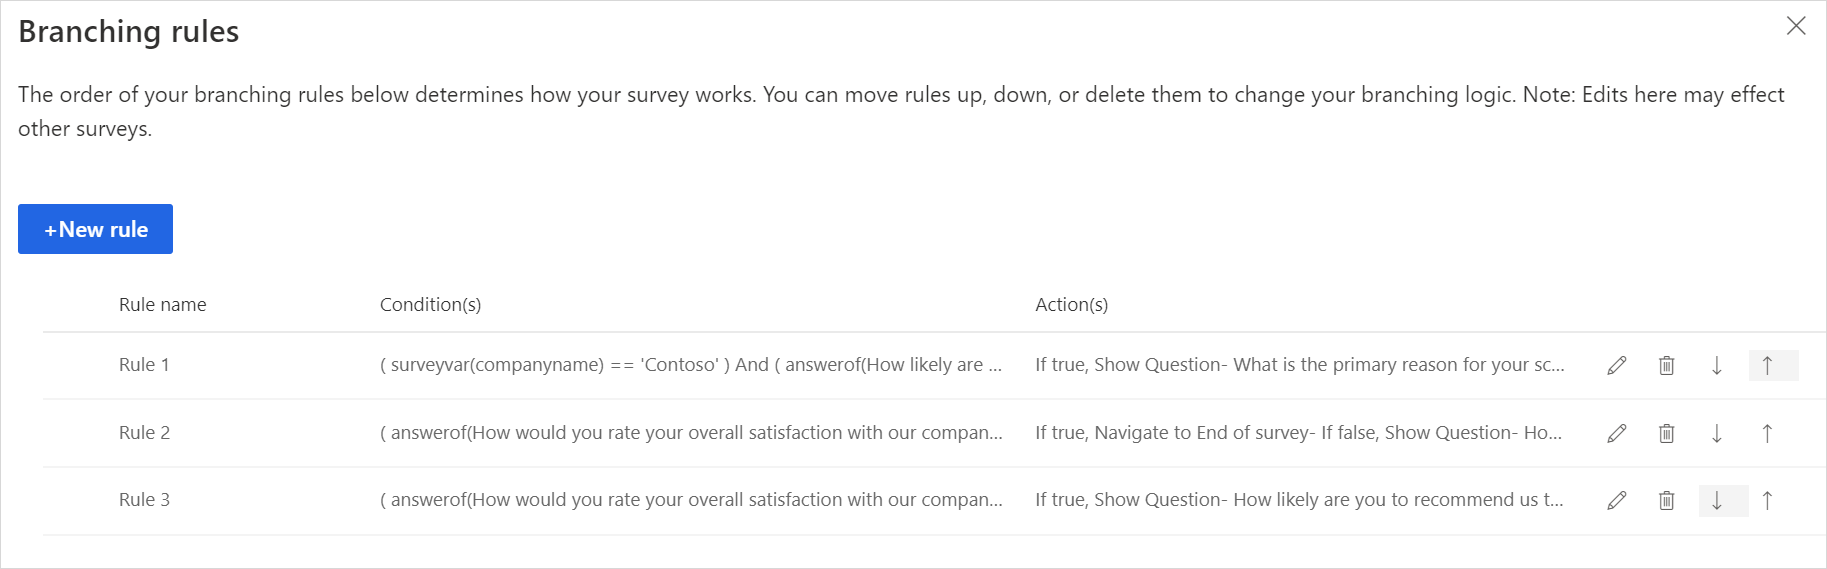 Branching rules
The order of your branching rules below determines how your survey works. You can move rules up, down, or delete them to change your branching logic. Note: Edits here may effect
other surveys.
+New rule
Rule name Condition(s) Action(s)
Rule 1 ( surveyvar(companyname) == 'Contoso' ) And ( answerof(How likely are ... If true, Show Question- What is the primary reason for your sc...
Rule 2 ( answerof(How would you rate your overall satisfaction with our compan... If true, Navigate to End of survey- If false, Show Question- Ho...
Rule 3 ( answerof(How would you rate your overall satisfaction with our compan... If true, Show Question- How likely are you to recommend us t...